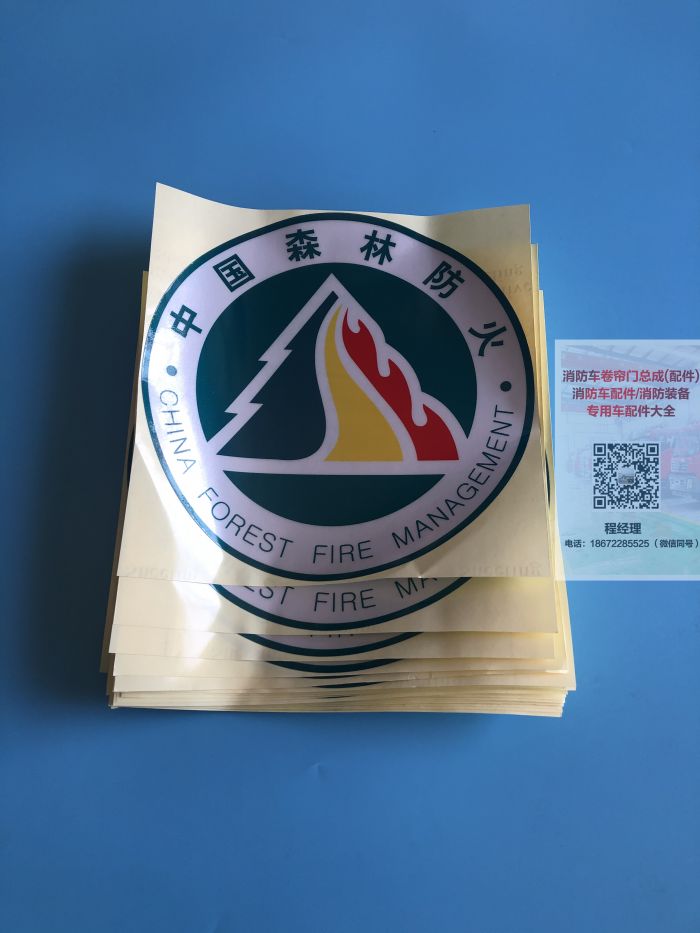 中国森林防火
• CHINA FOREST FIRE MANAGEMENT •
EST FIRE MA
消防车卷帘门总成(配件)
消防车配件/消防装备
专用车配件大全
程经理
电话：18672285525（微信同号）